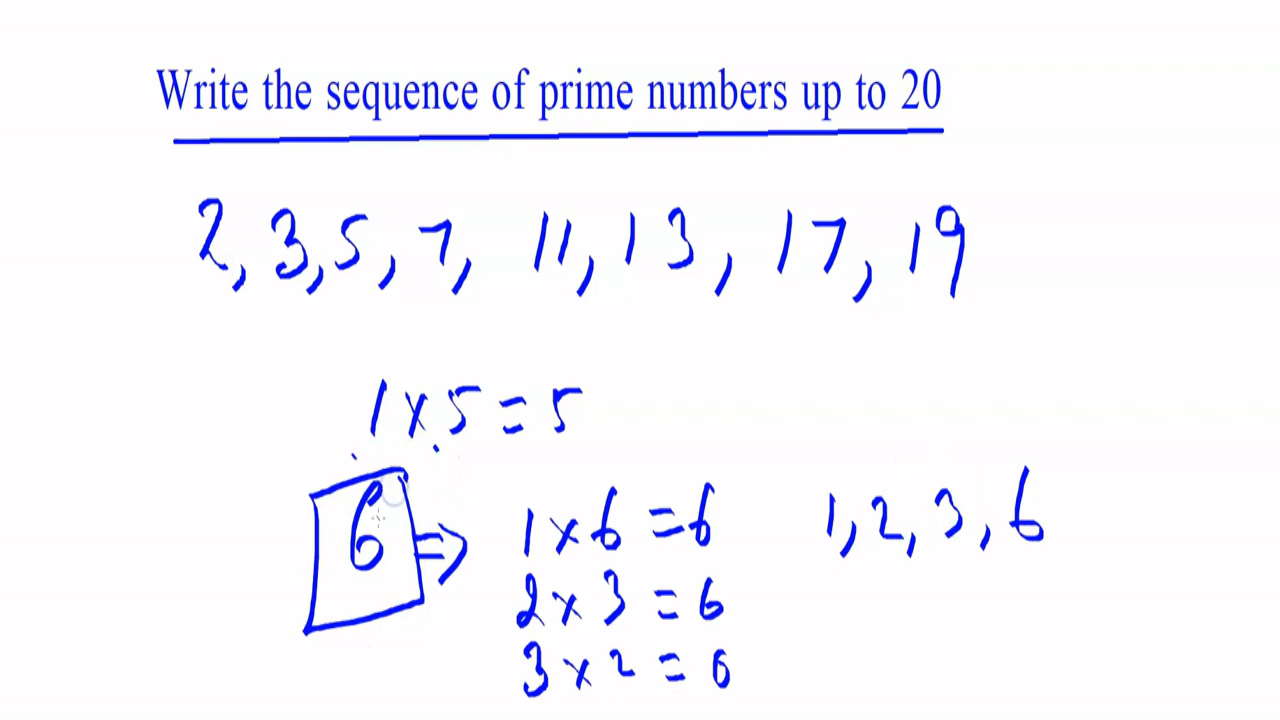 Write the sequence of prime numbers up to 20
2, 3, 5, 7, 11, 13, 17, 19
1 x 5 = 5
6 ⇒ 1 x 6 = 6 1, 2, 3, 6
2 x 3 = 6
3 x 2 = 6